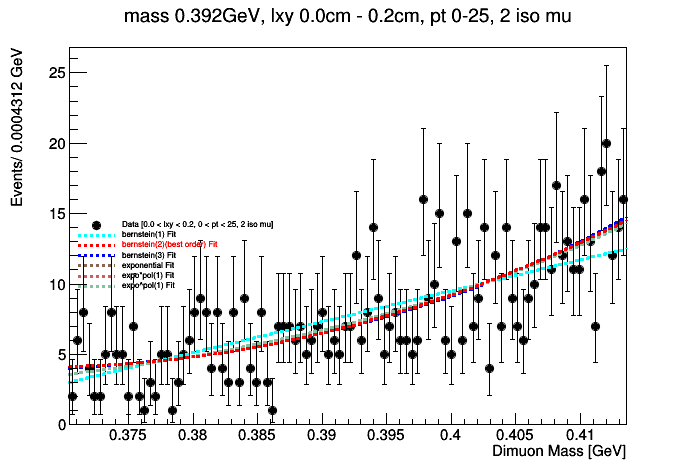 mass 0.392GeV, lxy 0.0cm - 0.2cm, pt 0-25, 2 iso mu
Events/ 0.0004312 GeV
25
20
15
10
5
0
Data [0.0 < lxy < 0.2, 0 < pt < 25, 2 iso mu]
bernstein(1) Fit
bernstein(2)(best order) Fit
bernstein(3) Fit
exponential Fit
expo*pol(1) Fit
expo^pol(1) Fit
0.375 0.38 0.385 0.39 0.395 0.4 0.405 0.41
Dimuon Mass [GeV]